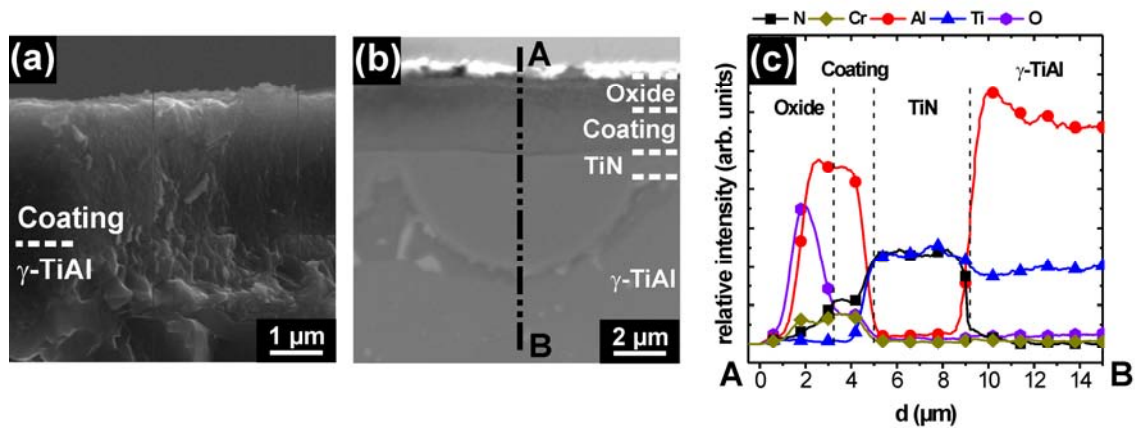 (a)
Coating
γ-TiAl
1 µm
(b)
A
Oxide
Coating
TiN
γ-TiAl
B
2 µm
N Cr Al Ti O
(c)
Coating
γ-TiAl
Oxide
TiN
relative intensity (arb. units)
0 2 4 6 8 10 12 14
A
B
d (µm)